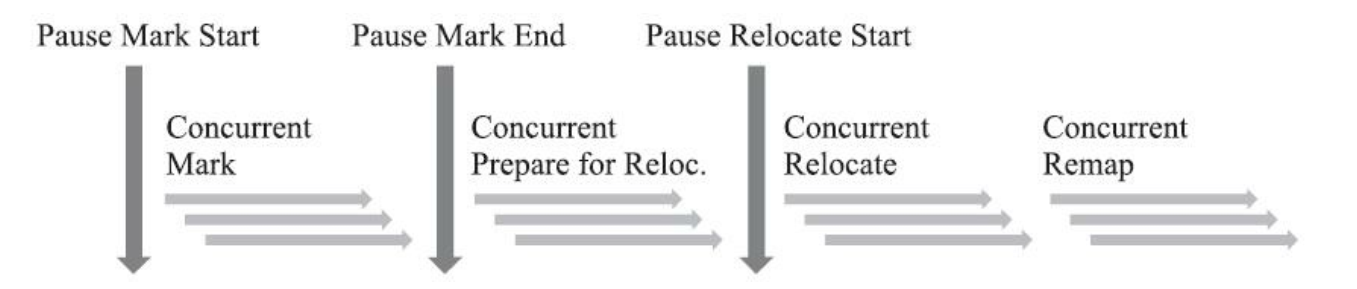 Pause Mark Start
Pause Mark End
Pause Relocate Start
Concurrent
Mark
Concurrent
Prepare for Reloc.
Concurrent
Relocate
Concurrent
Remap